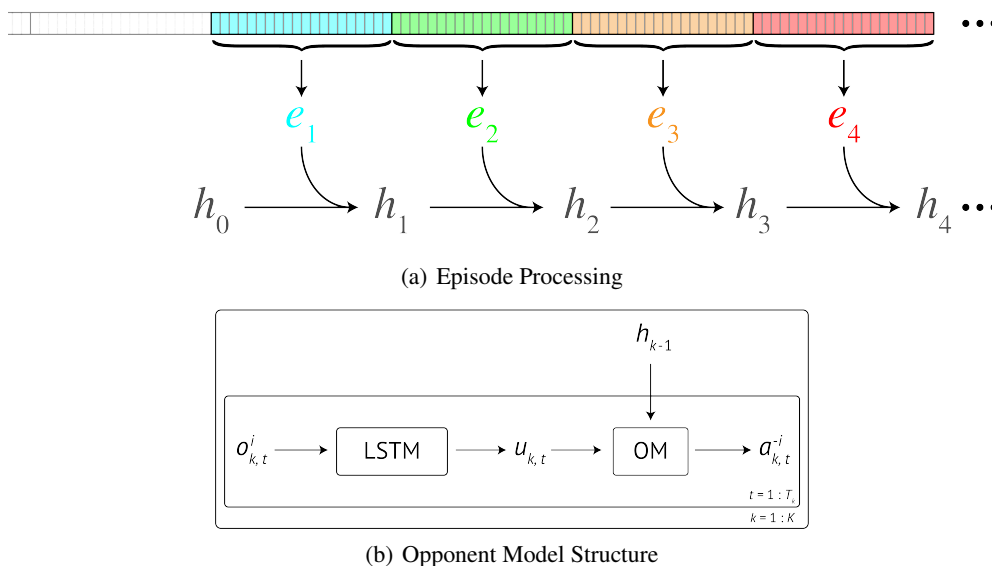 •••
e₁ e₂ e₃ e₄
h₀ h₁ h₂ h₃ h₄ •••
(a) Episode Processing
hₖ₋₁
oⁱₖ,ₜ LSTM uₖ,ₜ OM a⁻ⁱₖ,ₜ
t = 1 : Tₖ
k = 1 : K
(b) Opponent Model Structure